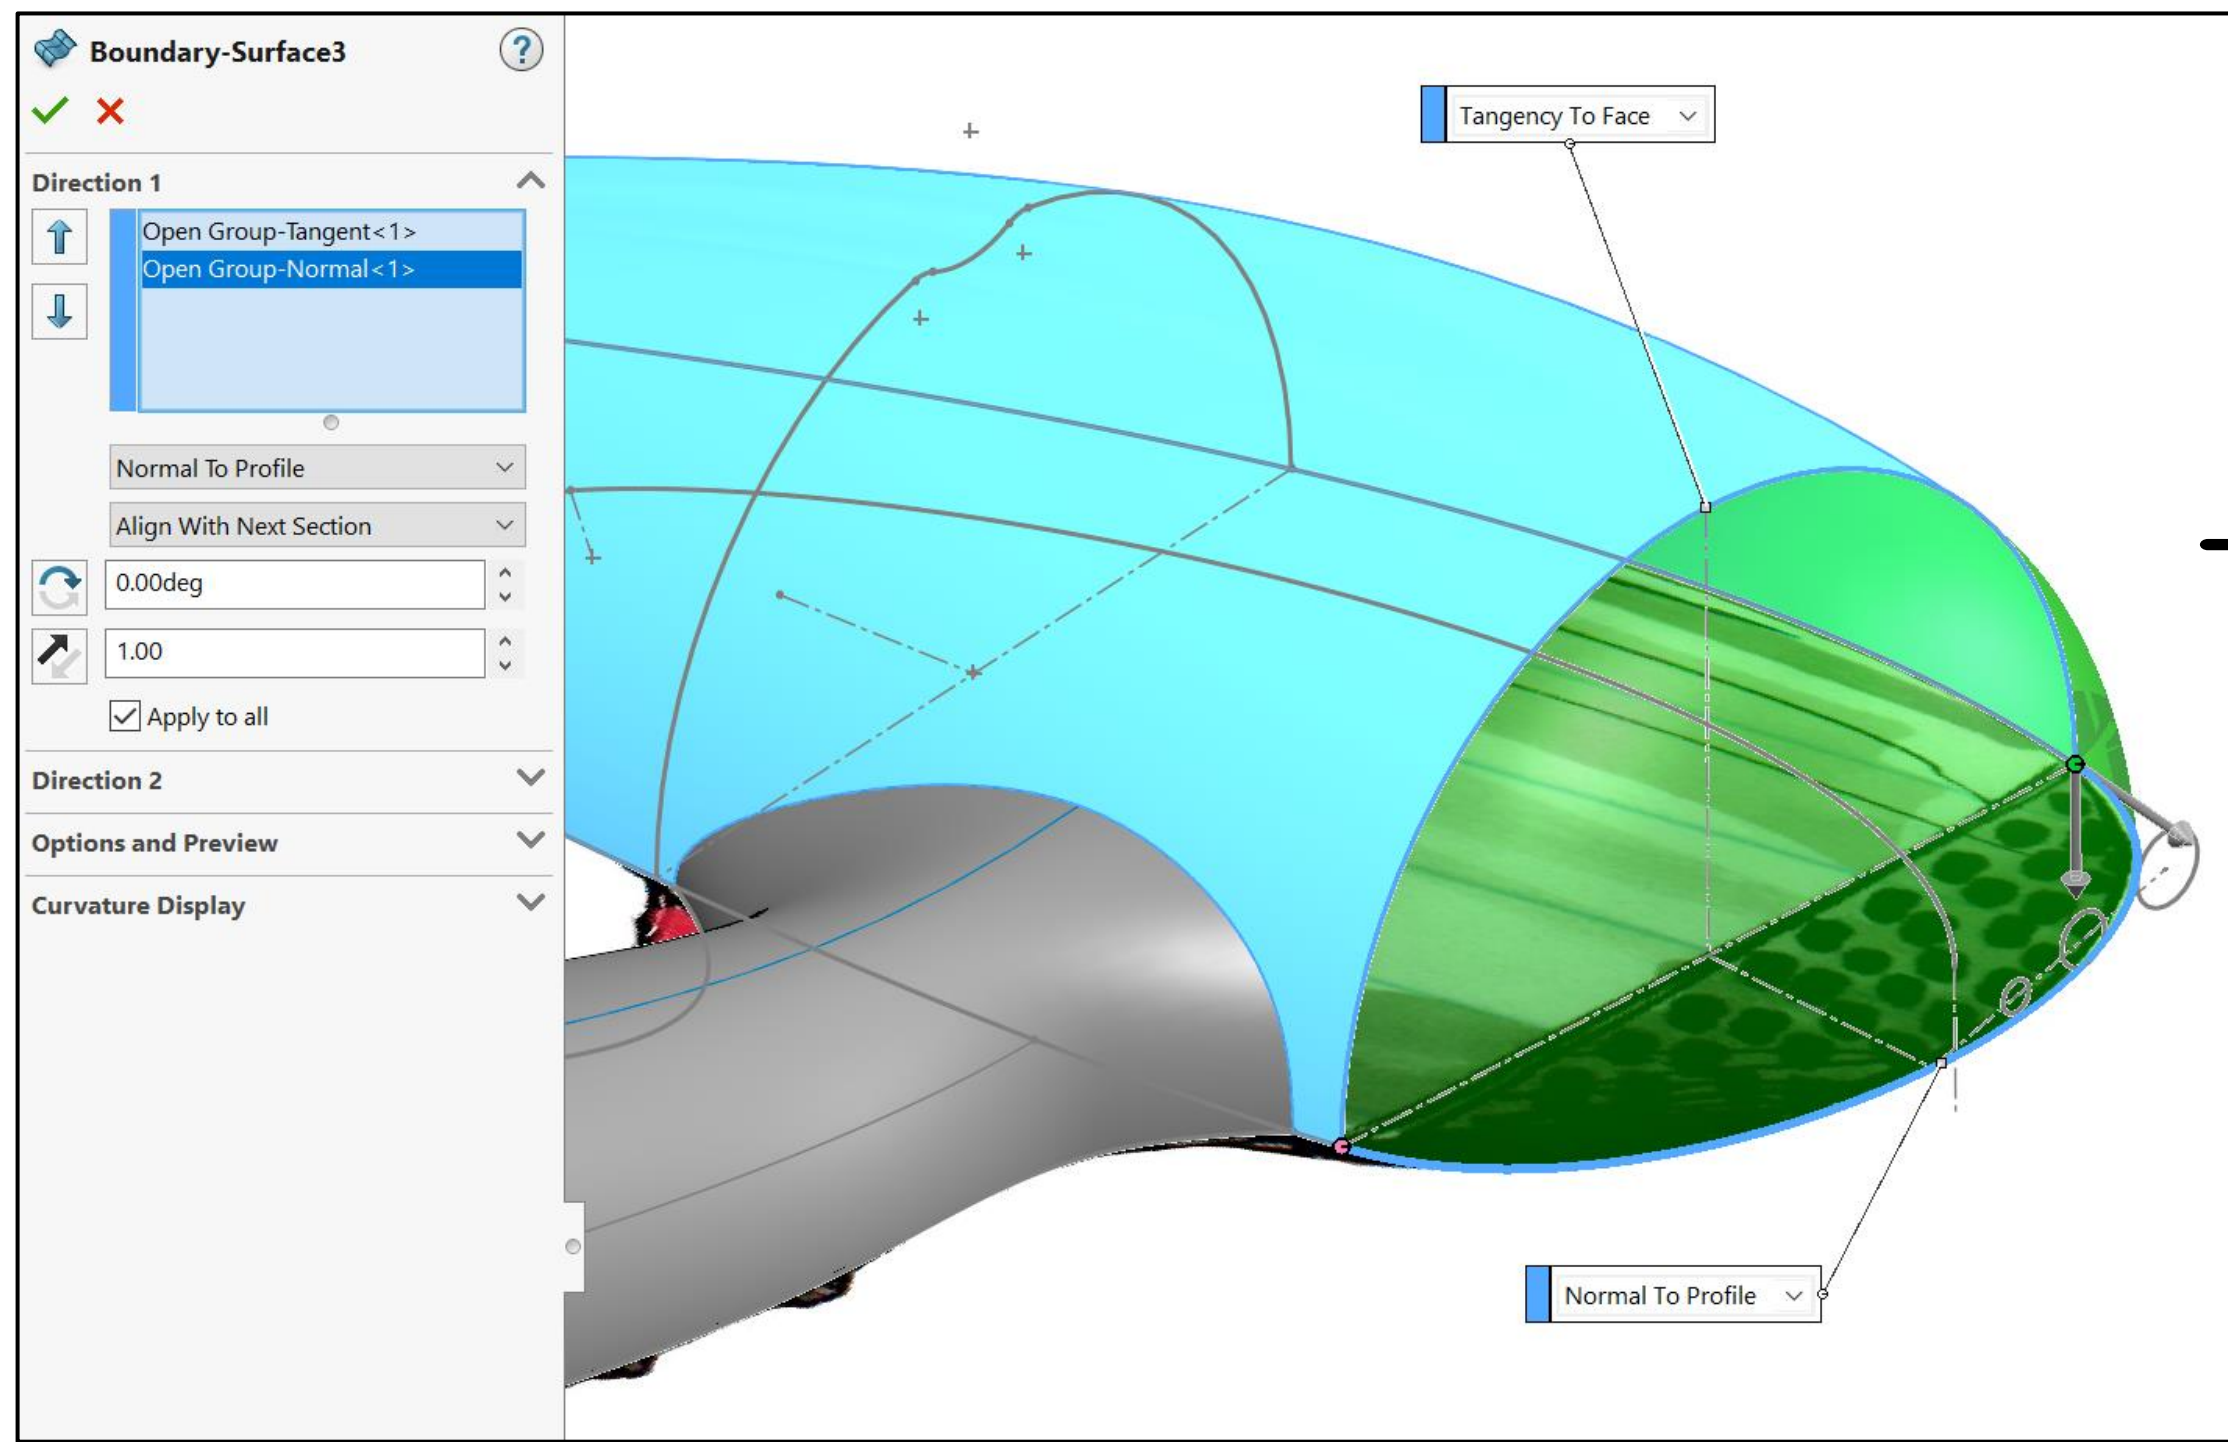 Boundary-Surface3
?
Direction 1
Open Group-Tangent<1>
Open Group-Normal<1>
Normal To Profile
Align With Next Section
0.00deg
1.00
Apply to all
Direction 2
Options and Preview
Curvature Display
Tangency To Face
Normal To Profile